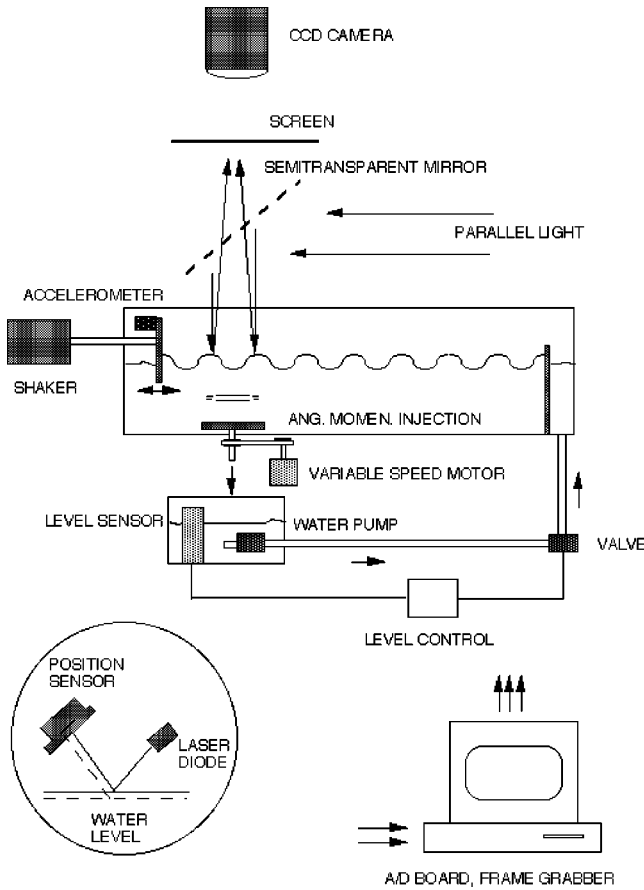 CCD CAMERA
SCREEN
SEMITRANSPARENT MIRROR
PARALLEL LIGHT
ACCELEROMETER
SHAKER
ANG. MOMEN. INJECTION
VARIABLE SPEED MOTOR
LEVEL SENSOR
WATER PUMP
VALVE
LEVEL CONTROL
POSITION
SENSOR
LASER
DIODE
WATER
LEVEL
A/D BOARD, FRAME GRABBER